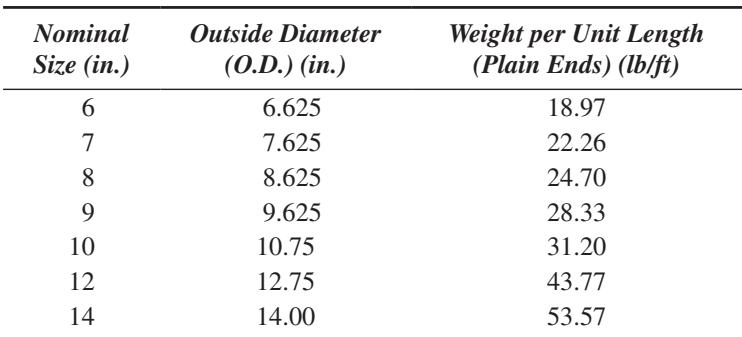 Nominal Outside Diameter Weight per Unit Length
Size (in.) (O.D.) (in.) (Plain Ends) (lb/ft)
6 6.625 18.97
7 7.625 22.26
8 8.625 24.70
9 9.625 28.33
10 10.75 31.20
12 12.75 43.77
14 14.00 53.57